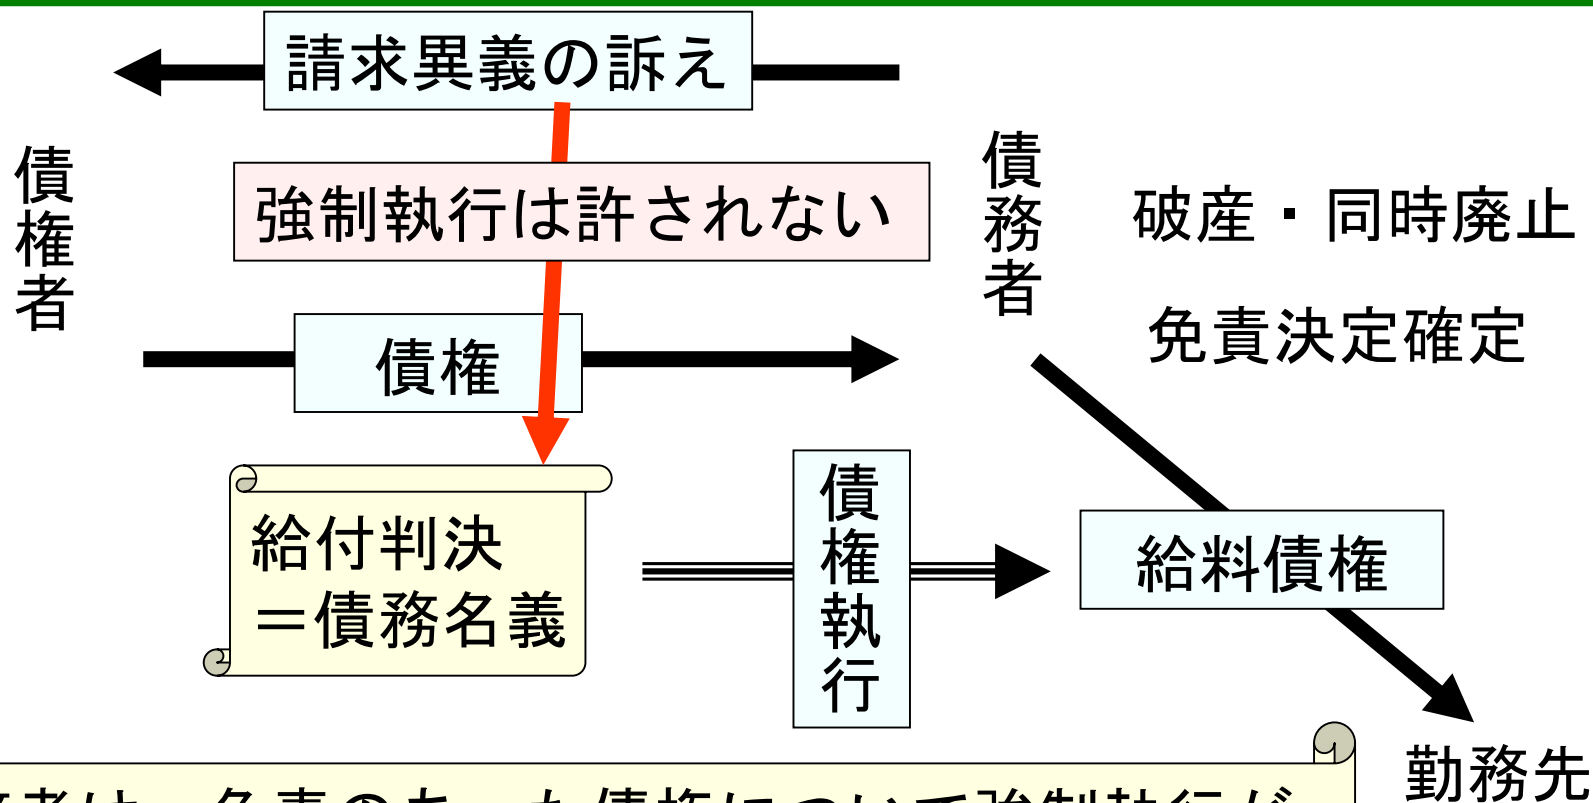 請求異義の訴え
債権者
強制執行は許されない
債務者
破産・同時廃止
免責決定確定
債権
給付判決
＝債務名義
債権執行
給料債権
勤務先